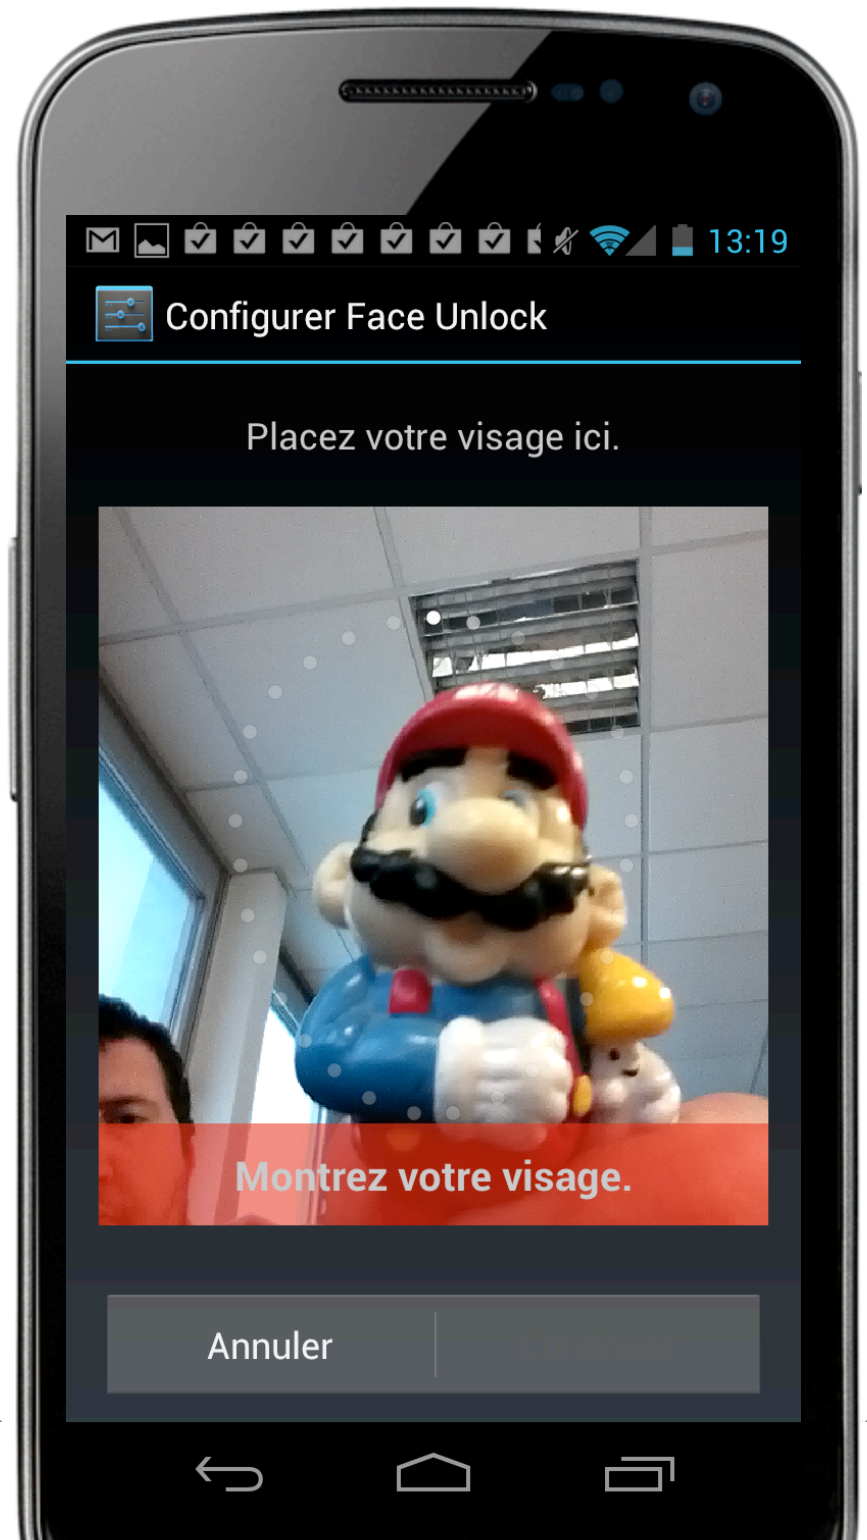 13:19
Configurer Face Unlock
Placez votre visage ici.
Montrez votre visage.
Annuler